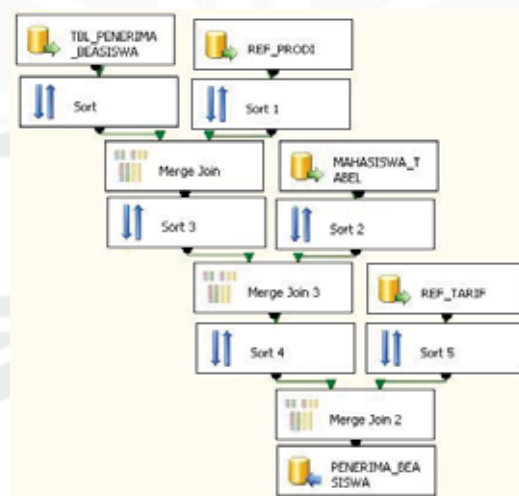 TBL_PENERIMA
_BEASISWA
REF_PRODI
Sort
Sort 1
Merge Join
MAHASISWA_T
ABEL
Sort 3
Sort 2
Merge Join 3
REF_TARIF
Sort 4
Sort 5
Merge Join 2
PENERIMA_BEA
SISWA